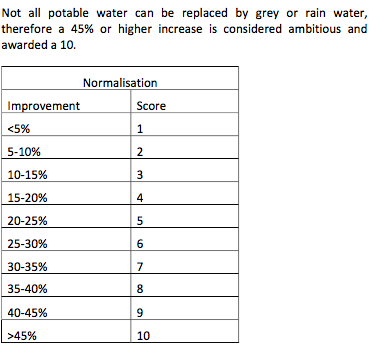 Not all potable water can be replaced by grey or rain water,
therefore a 45% or higher increase is considered ambitious and
awarded a 10.
Normalisation
Improvement Score
<5% 1
5-10% 2
10-15% 3
15-20% 4
20-25% 5
25-30% 6
30-35% 7
35-40% 8
40-45% 9
>45% 10